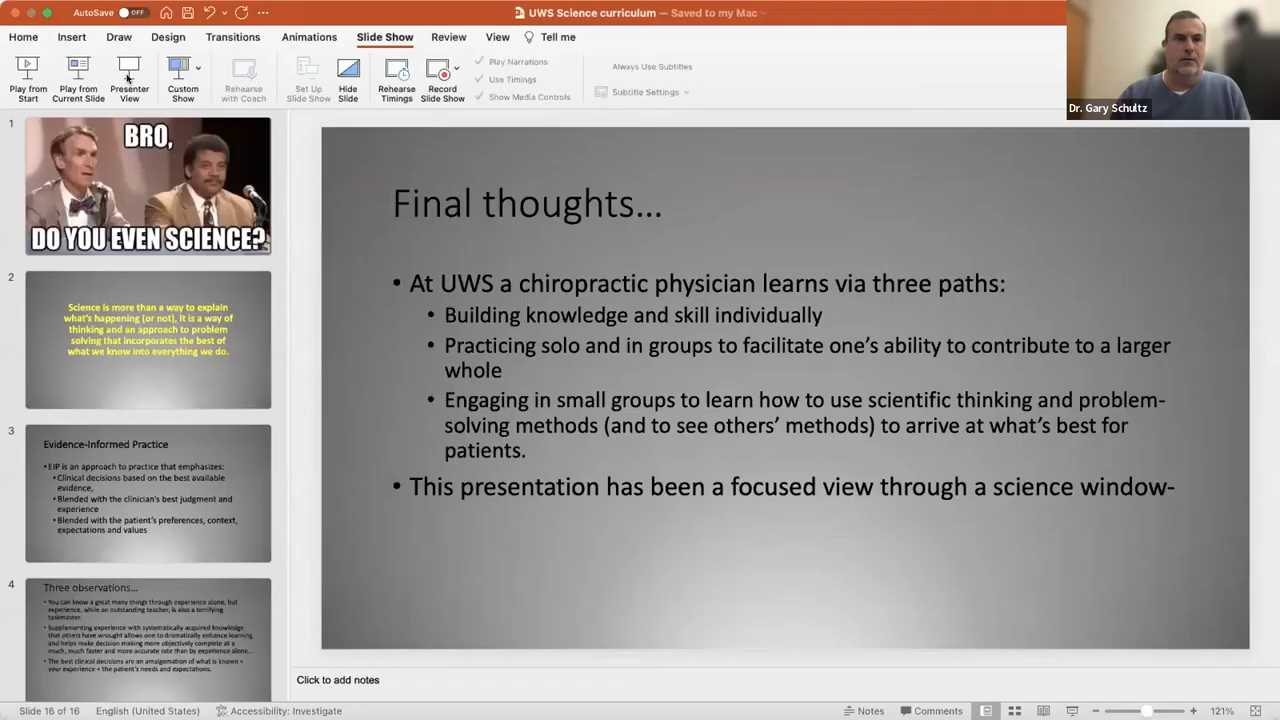 AutoSave OFF
UWS Science curriculum — Saved to my Mac
Home Insert Draw Design Transitions Animations Slide Show Review View Tell me
Play from Start
Play from Current Slide
Presenter View
Custom Show
Rehearse with Coach
Set Up Slide Show
Hide Slide
Rehearse Timings
Record Slide Show
Play Narrations
Use Timings
Show Media Controls
Always Use Subtitles
Subtitle Settings
Dr. Gary Schultz
1
BRO,
DO YOU EVEN SCIENCE?
2
Science is more than a way to explain
what's happening (or not), it is a way of
thinking and an approach to problem
solving that incorporates the best of
what we know into everything we do.
3
Evidence-Informed Practice
•EIP is an approach to practice that emphasizes:
•Clinical decisions based on the best available
evidence,
•Blended with the clinician's best judgment and
experience
•Blended with the patient's preferences, context,
expectations and values
4
Three observations…
•You can know a great many things through experience alone, but
experience, while an outstanding teacher, is also a terrifying
taskmaster.
•Supplementing experience with systematically acquired knowledge
that others have wrought allows one to dramatically enhance learning
and helps make decision making more objectively complete at a
much, much faster and more accurate rate than by experience alone…
•The best clinical decisions are an amalgamation of what is known +
your experience + the patient's needs and expectations.
Final thoughts…
• At UWS a chiropractic physician learns via three paths:
• Building knowledge and skill individually
• Practicing solo and in groups to facilitate one's ability to contribute to a larger
whole
• Engaging in small groups to learn how to use scientific thinking and problem-
solving methods (and to see others' methods) to arrive at what's best for
patients.
• This presentation has been a focused view through a science window-
Click to add notes
Slide 16 of 16 English (United States) Accessibility: Investigate Notes Comments 121%